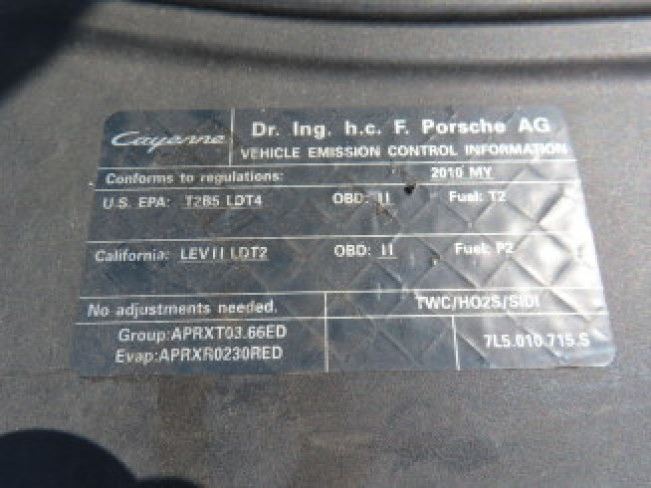 Cayenne
Dr. Ing. h.c. F. Porsche AG
VEHICLE EMISSION CONTROL INFORMATION
Conforms to regulations: 2010 MY
U.S. EPA: T2B5 LDT4 OBD: II Fuel: T2
California: LEV II LDT2 OBD: II Fuel: P2
No adjustments needed. TWC/HO2S/SIDI
Group:APRXT03.66ED
Evap:APRXR0230RED
7L5.010.715.S